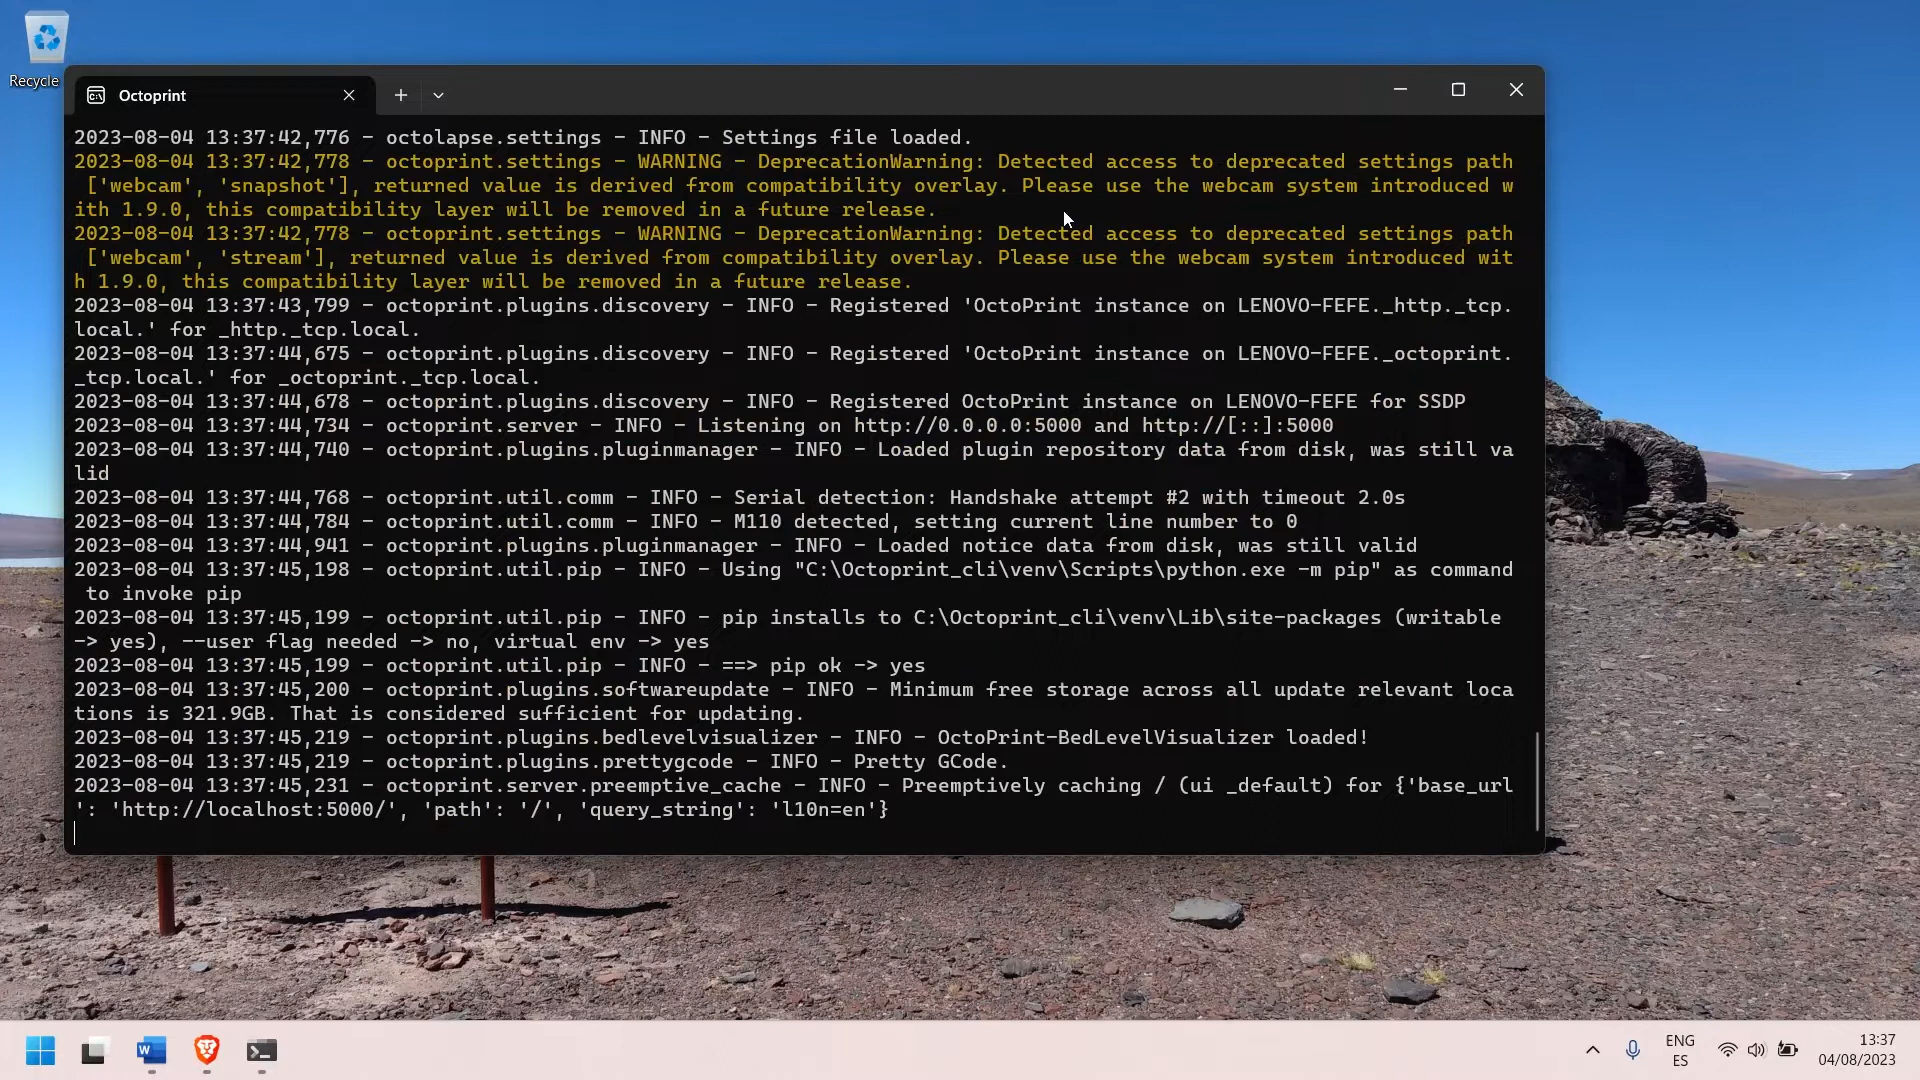 Recycle
Octoprint
2023-08-04 13:37:42,776 - octolapse.settings - INFO - Settings file loaded.
2023-08-04 13:37:42,778 - octoprint.settings - WARNING - DeprecationWarning: Detected access to deprecated settings path
 ['webcam', 'snapshot'], returned value is derived from compatibility overlay. Please use the webcam system introduced w
ith 1.9.0, this compatibility layer will be removed in a future release.
2023-08-04 13:37:42,778 - octoprint.settings - WARNING - DeprecationWarning: Detected access to deprecated settings path
 ['webcam', 'stream'], returned value is derived from compatibility overlay. Please use the webcam system introduced wit
h 1.9.0, this compatibility layer will be removed in a future release.
2023-08-04 13:37:43,799 - octoprint.plugins.discovery - INFO - Registered 'OctoPrint instance on LENOVO-FEFE._http._tcp.
local.' for _http._tcp.local.
2023-08-04 13:37:44,675 - octoprint.plugins.discovery - INFO - Registered 'OctoPrint instance on LENOVO-FEFE._octoprint.
_tcp.local.' for _octoprint._tcp.local.
2023-08-04 13:37:44,678 - octoprint.plugins.discovery - INFO - Registered OctoPrint instance on LENOVO-FEFE for SSDP
2023-08-04 13:37:44,734 - octoprint.server - INFO - Listening on http://0.0.0.0:5000 and http://[::]:5000
2023-08-04 13:37:44,740 - octoprint.plugins.pluginmanager - INFO - Loaded plugin repository data from disk, was still va
lid
2023-08-04 13:37:44,768 - octoprint.util.comm - INFO - Serial detection: Handshake attempt #2 with timeout 2.0s
2023-08-04 13:37:44,784 - octoprint.util.comm - INFO - M110 detected, setting current line number to 0
2023-08-04 13:37:44,941 - octoprint.plugins.pluginmanager - INFO - Loaded notice data from disk, was still valid
2023-08-04 13:37:45,198 - octoprint.util.pip - INFO - Using "C:\Octoprint_cli\venv\Scripts\python.exe -m pip" as command
 to invoke pip
2023-08-04 13:37:45,199 - octoprint.util.pip - INFO - pip installs to C:\Octoprint_cli\venv\Lib\site-packages (writable
-> yes), --user flag needed -> no, virtual env -> yes
2023-08-04 13:37:45,199 - octoprint.util.pip - INFO - ==> pip ok -> yes
2023-08-04 13:37:45,200 - octoprint.plugins.softwareupdate - INFO - Minimum free storage across all update relevant loca
tions is 321.9GB. That is considered sufficient for updating.
2023-08-04 13:37:45,219 - octoprint.plugins.bedlevelvisualizer - INFO - OctoPrint-BedLevelVisualizer loaded!
2023-08-04 13:37:45,219 - octoprint.plugins.prettygcode - INFO - Pretty GCode.
2023-08-04 13:37:45,231 - octoprint.server.preemptive_cache - INFO - Preemptively caching / (ui _default) for {'base_url
': 'http://localhost:5000/', 'path': '/', 'query_string': 'l10n=en'}
ENG
ES
13:37
04/08/2023